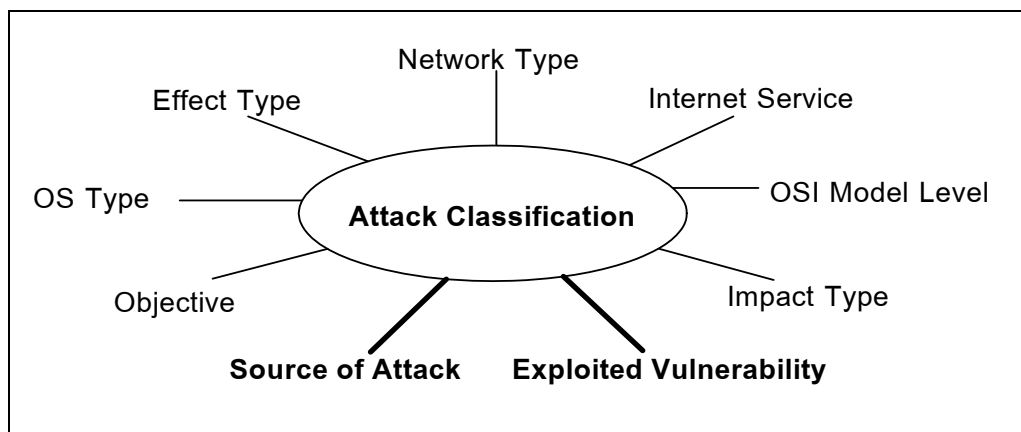 Network Type
Effect Type
Internet Service
OS Type
OSI Model Level
Attack Classification
Objective
Impact Type
Source of Attack
Exploited Vulnerability